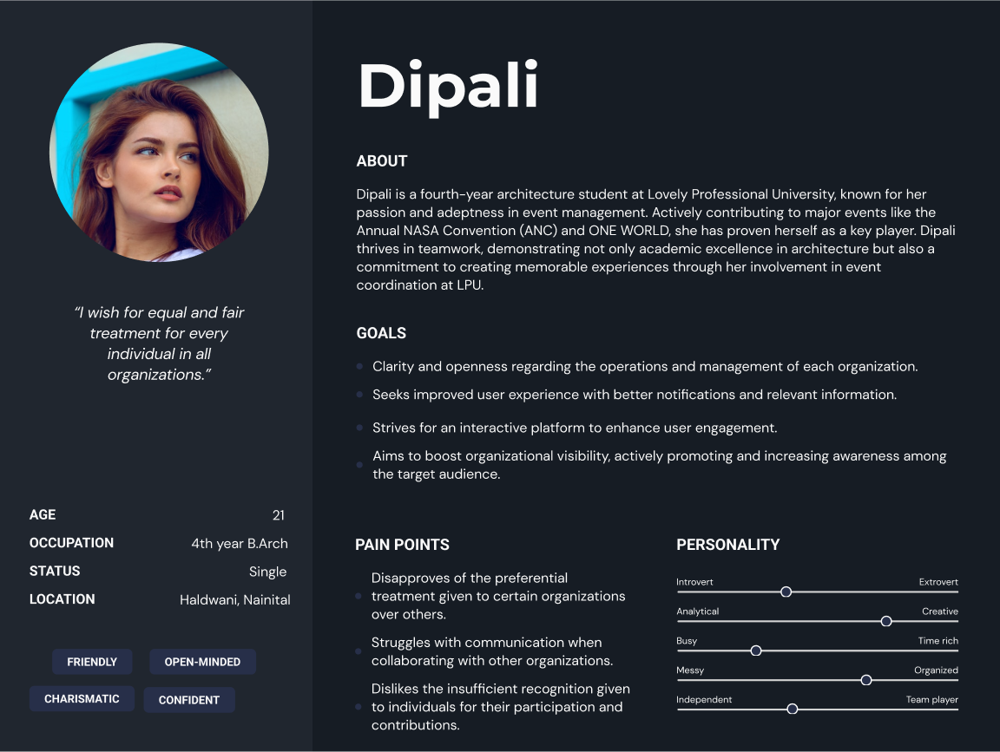 Dipali
“I wish for equal and fair
treatment for every
individual in all
organizations.”
AGE 21
OCCUPATION 4th year B.Arch
STATUS Single
LOCATION Haldwani, Nainital
FRIENDLY OPEN-MINDED
CHARISMATIC CONFIDENT
ABOUT
Dipali is a fourth-year architecture student at Lovely Professional University, known for her
passion and adeptness in event management. Actively contributing to major events like the
Annual NASA Convention (ANC) and ONE WORLD, she has proven herself as a key player. Dipali
thrives in teamwork, demonstrating not only academic excellence in architecture but also a
commitment to creating memorable experiences through her involvement in event
coordination at LPU.
GOALS
Clarity and openness regarding the operations and management of each organization.
Seeks improved user experience with better notifications and relevant information.
Strives for an interactive platform to enhance user engagement.
Aims to boost organizational visibility, actively promoting and increasing awareness among
the target audience.
PAIN POINTS
Disapproves of the preferential
treatment given to certain organizations
over others.
Struggles with communication when
collaborating with other organizations.
Dislikes the insufficient recognition given
to individuals for their participation and
contributions.
PERSONALITY
Introvert Extrovert
Analytical Creative
Busy Time rich
Messy Organized
Independent Team player